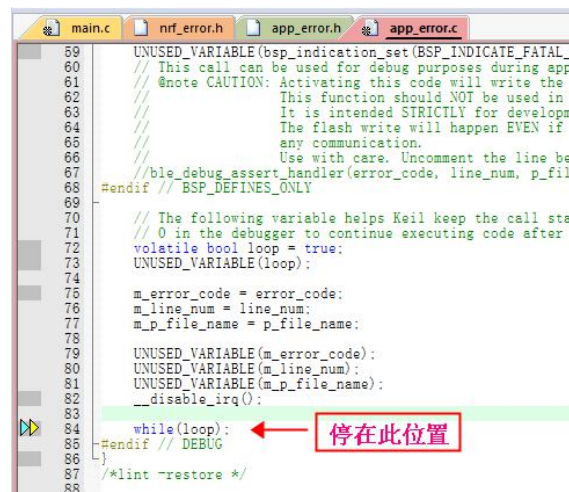 main.c nrf_error.h app_error.h app_error.c
59 UNUSED_VARIABLE(bsp_indication_set(BSP_INDICATE_FATAL_
60 // This call can be used for debug purposes during app
61 // @note CAUTION: Activating this code will write the
62 // This function should NOT be used in
63 // It is intended STRICTLY for developm
64 // The flash write will happen EVEN if
65 // any communication.
66 // Use with care. Uncomment the line be
67 //ble_debug_assert_handler(error_code, line_num, p_fil
68 #endif // BSP_DEFINES_ONLY
69
70 // The following variable helps Keil keep the call sta
71 // 0 in the debugger to continue executing code after
72 volatile bool loop = true;
73 UNUSED_VARIABLE(loop);
74
75 m_error_code = error_code;
76 m_line_num = line_num;
77 m_p_file_name = p_file_name;
78
79 UNUSED_VARIABLE(m_error_code);
80 UNUSED_VARIABLE(m_line_num);
81 UNUSED_VARIABLE(m_p_file_name);
82 __disable_irq();
83
84 while(loop); 停在此位置
85 #endif // DEBUG
86 }
87 /*lint -restore */
88